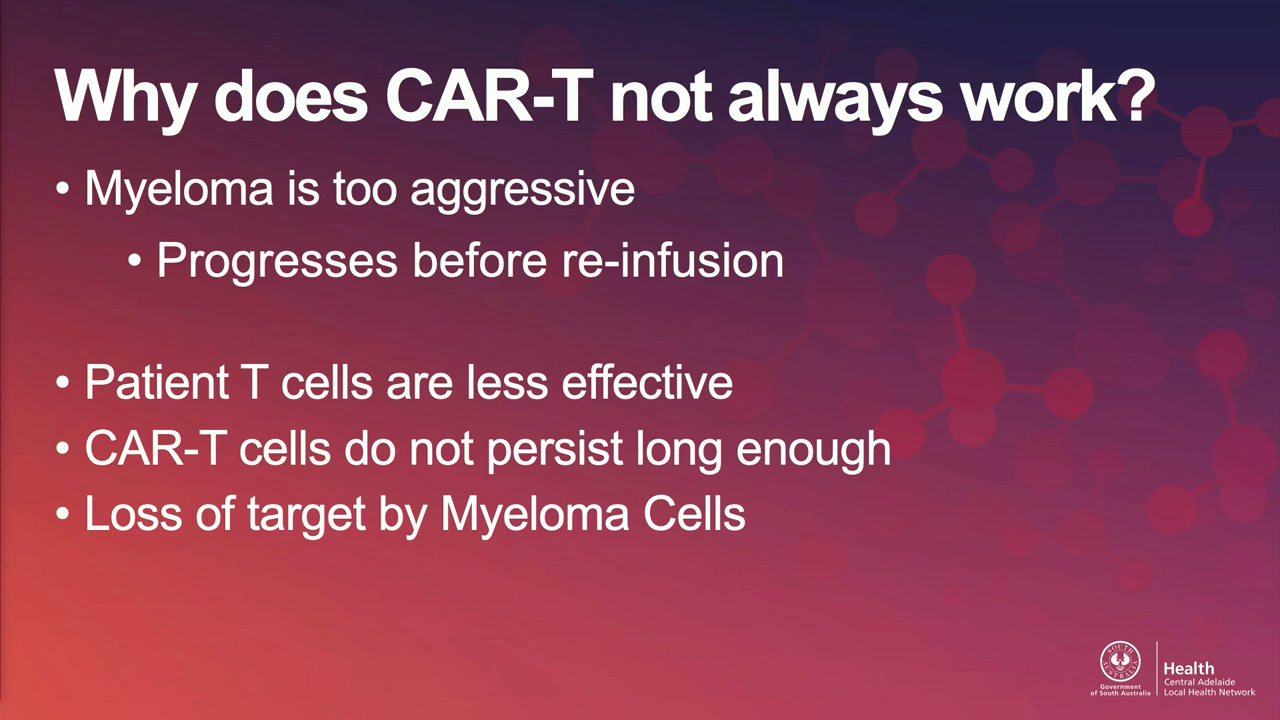 Why does CAR-T not always work?
• Myeloma is too aggressive
• Progresses before re-infusion
• Patient T cells are less effective
• CAR-T cells do not persist long enough
• Loss of target by Myeloma Cells
SOUTH AUSTRALIA
Government
of South Australia
Health
Central Adelaide
Local Health Network